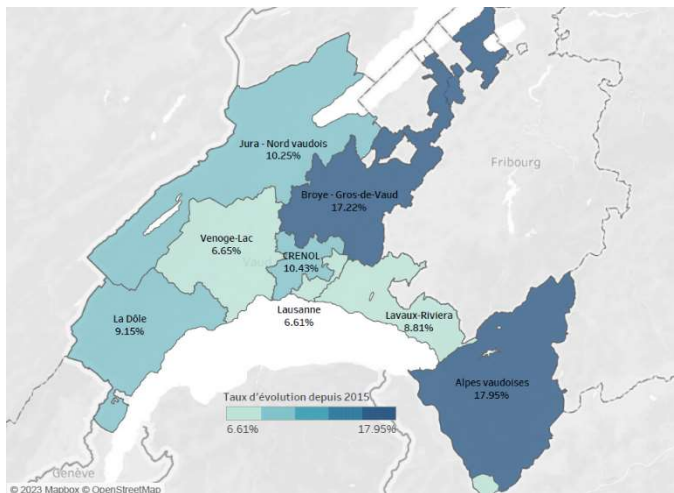 Jura - Nord vaudois
10.25%
Fribourg
Broye - Gros-de-Vaud
17.22%
Venoge-Lac
6.65%
CRENOL
10.43%
La Dôle
9.15%
Lausanne
6.61%
Lavaux-Riviera
8.81%
Alpes vaudoises
17.95%
Taux d'évolution depuis 2015
6.61% 17.95%
Genève
© 2023 Mapbox © OpenStreetMap